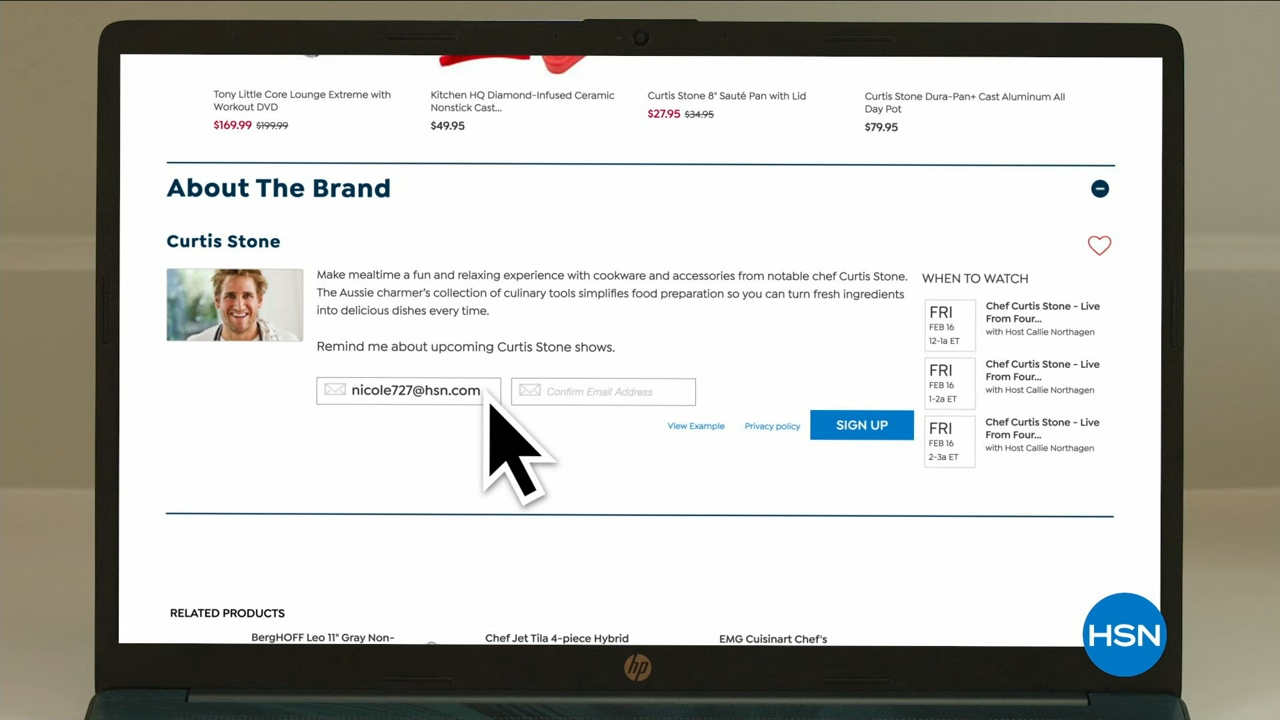 Tony Little Core Lounge Extreme with
Workout DVD
$169.99 $199.99
Kitchen HQ Diamond-Infused Ceramic
Nonstick Cast...
$49.95
Curtis Stone 8" Sauté Pan with Lid
$27.95 $34.95
Curtis Stone Dura-Pan+ Cast Aluminum All
Day Pot
$79.95
About The Brand
Curtis Stone
Make mealtime a fun and relaxing experience with cookware and accessories from notable chef Curtis Stone.
The Aussie charmer's collection of culinary tools simplifies food preparation so you can turn fresh ingredients
into delicious dishes every time.
Remind me about upcoming Curtis Stone shows.
nicole727@hsn.com
Confirm Email Address
View Example
Privacy policy
SIGN UP
WHEN TO WATCH
FRI
FEB 16
12-1a ET
Chef Curtis Stone - Live
From Four...
with Host Callie Northagen
FRI
FEB 16
1-2a ET
Chef Curtis Stone - Live
From Four...
with Host Callie Northagen
FRI
FEB 16
2-3a ET
Chef Curtis Stone - Live
From Four...
with Host Callie Northagen
RELATED PRODUCTS
BergHOFF Leo 11" Gray Non-
Chef Jet Tila 4-piece Hybrid
EMG Cuisinart Chef's
HSN
hp